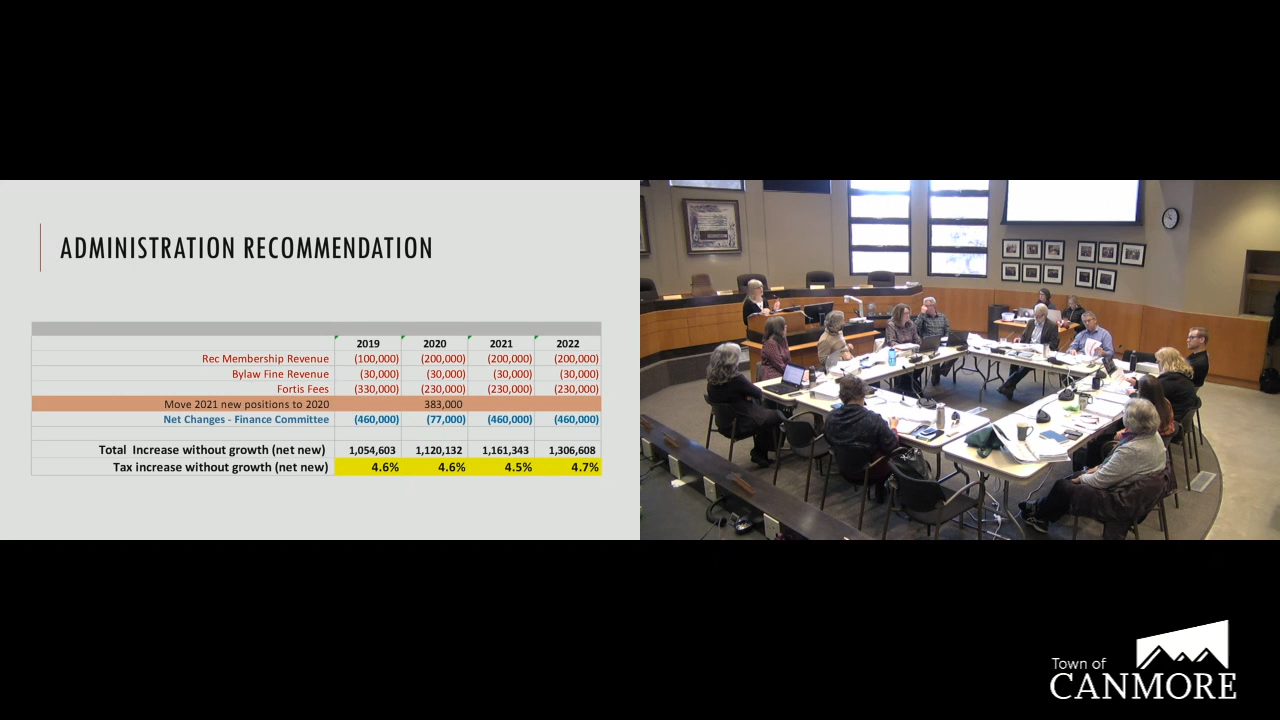 ADMINISTRATION RECOMMENDATION
2019 2020 2021 2022
Rec Membership Revenue (100,000) (200,000) (200,000) (200,000)
Bylaw Fine Revenue (30,000) (30,000) (30,000) (30,000)
Fortis Fees (330,000) (230,000) (230,000) (230,000)
Move 2021 new positions to 2020 383,000
Net Changes - Finance Committee (460,000) (77,000) (460,000) (460,000)
Total Increase without growth (net new) 1,054,603 1,120,132 1,161,343 1,306,608
Tax increase without growth (net new) 4.6% 4.6% 4.5% 4.7%
Town of
CANMORE